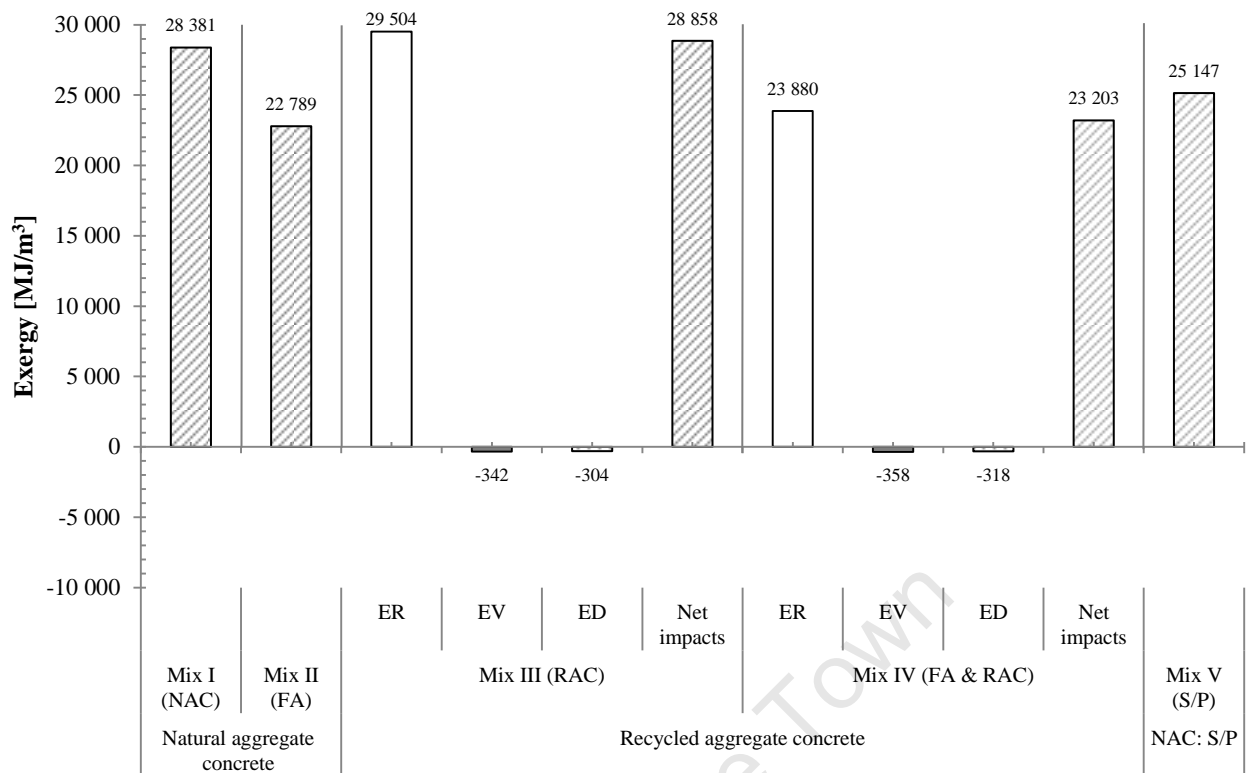 30 000
25 000
20 000
15 000
10 000
5 000
0
-5 000
-10 000
Exergy [MJ/m³]
28 381
22 789
29 504
-342
-304
28 858
23 880
-358
-318
23 203
25 147
ER
EV
ED
Net
impacts
ER
EV
ED
Net
impacts
Mix I
(NAC)
Mix II
(FA)
Mix III (RAC)
Mix IV (FA & RAC)
Mix V
(S/P)
Natural aggregate
concrete
Recycled aggregate concrete
NAC: S/P
Town